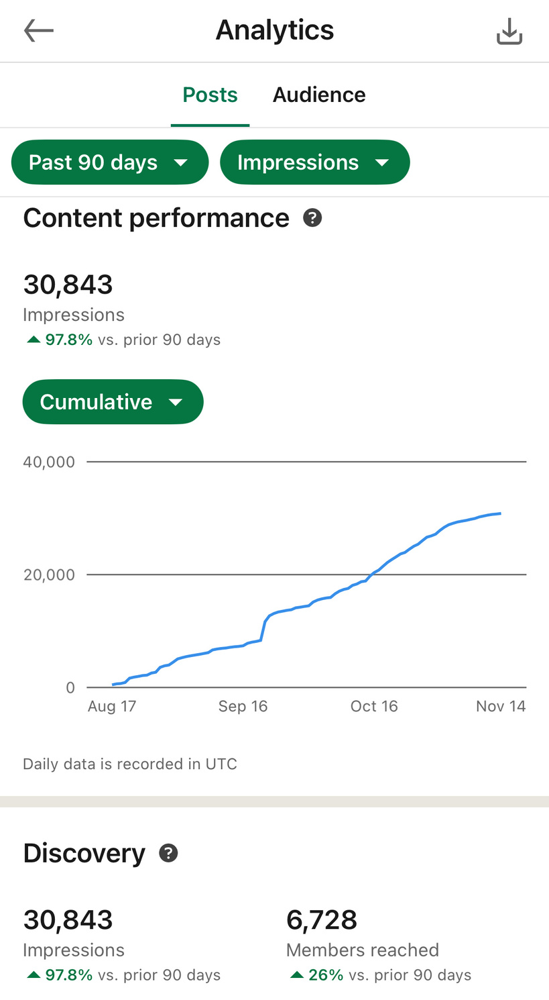 Analytics
Posts Audience
Past 90 days Impressions
Content performance ?
30,843
Impressions
97.8% vs. prior 90 days
Cumulative
40,000
20,000
0
Aug 17 Sep 16 Oct 16 Nov 14
Daily data is recorded in UTC
Discovery ?
30,843 6,728
Impressions Members reached
97.8% vs. prior 90 days 26% vs. prior 90 days